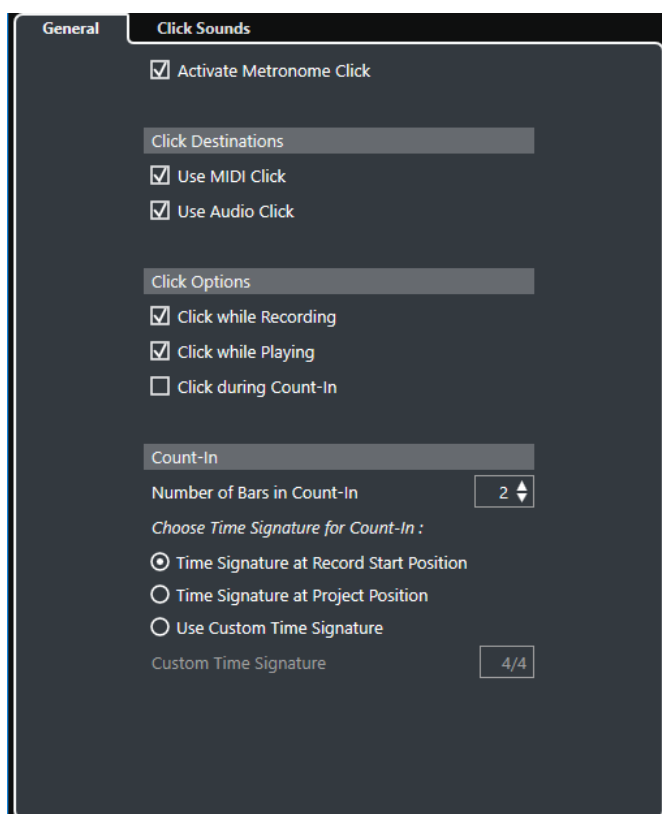 General
Click Sounds
Activate Metronome Click
Click Destinations
Use MIDI Click
Use Audio Click
Click Options
Click while Recording
Click while Playing
Click during Count-In
Count-In
Number of Bars in Count-In 2
Choose Time Signature for Count-In :
Time Signature at Record Start Position
Time Signature at Project Position
Use Custom Time Signature
Custom Time Signature 4/4